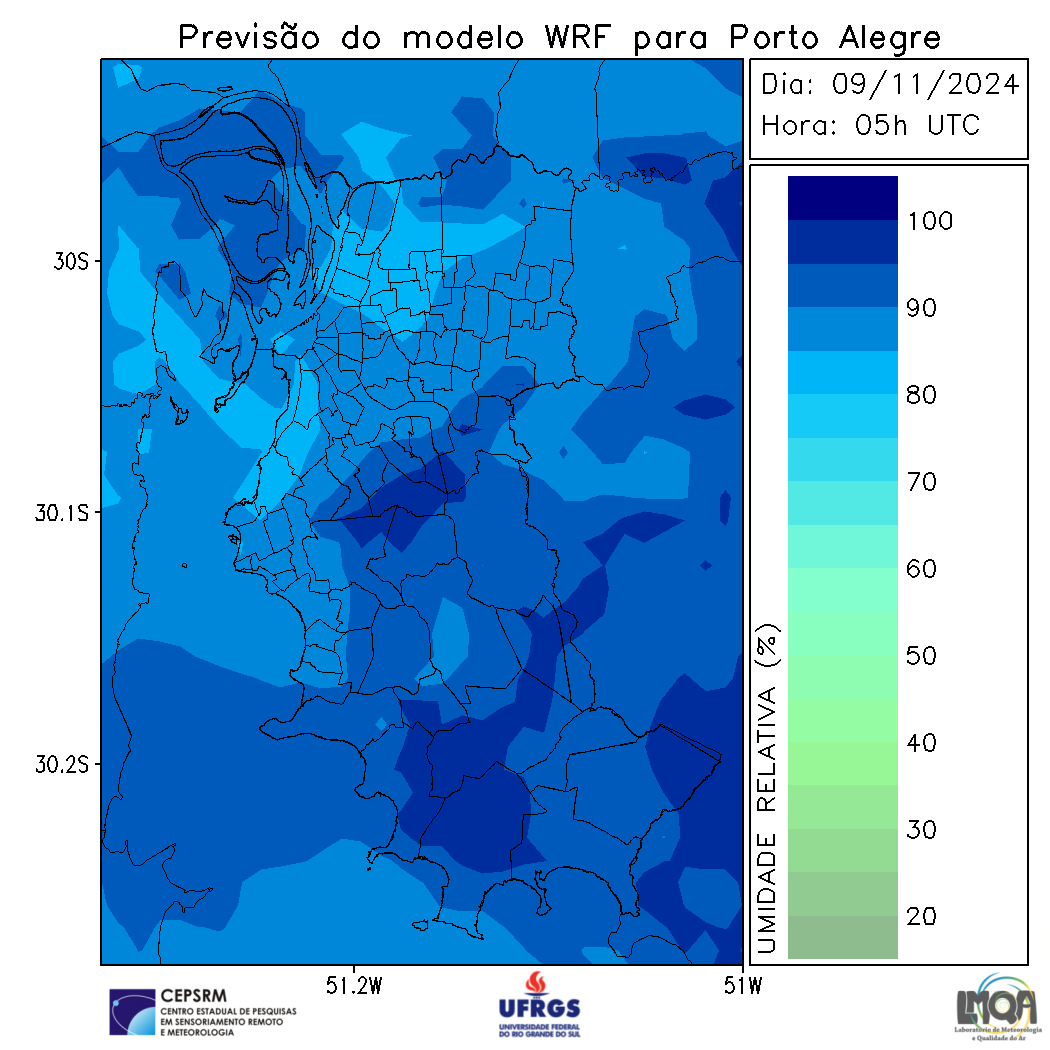 Previsão do modelo WRF para Porto Alegre
Dia: 09/11/2024
Hora: 05h UTC
30S
30.1S
30.2S
51.2W
51W
UMIDADE RELATIVA (%)
100
90
80
70
60
50
40
30
20
CEPSRM
CENTRO ESTADUAL DE PESQUISAS
EM SENSORIAMENTO REMOTO
E METEOROLOGIA
UFRGS
UNIVERSIDADE FEDERAL
DO RIO GRANDE DO SUL
LMQA
Laboratório de Meteorologia
e Qualidade do Ar